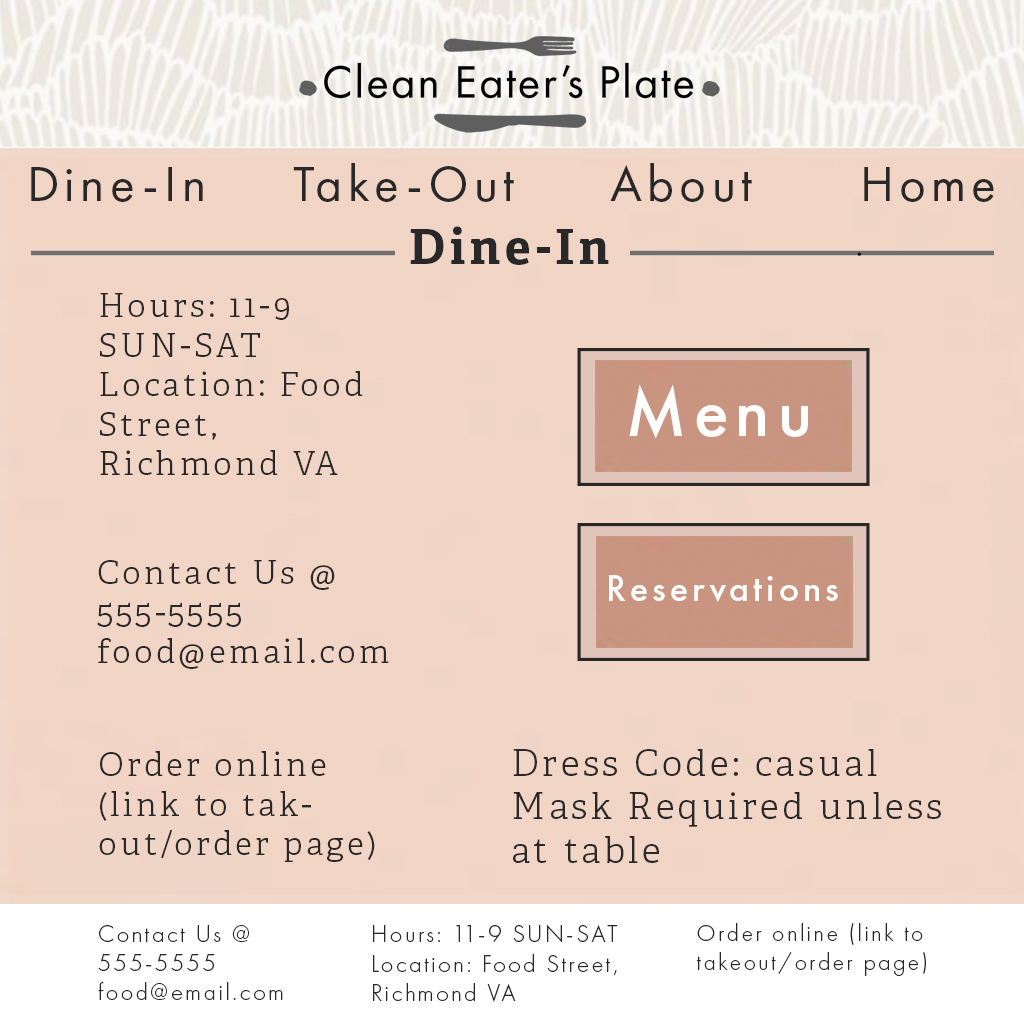 Clean Eater's Plate
Dine-In Take-Out About Home
Dine-In
Hours: 11-9
SUN-SAT
Location: Food
Street,
Richmond VA
Menu
Contact Us @
555-5555
food@email.com
Reservations
Order online
(link to tak-
out/order page)
Dress Code: casual
Mask Required unless
at table
Contact Us @
555-5555
food@email.com
Hours: 11-9 SUN-SAT
Location: Food Street,
Richmond VA
Order online (link to
takeout/order page)